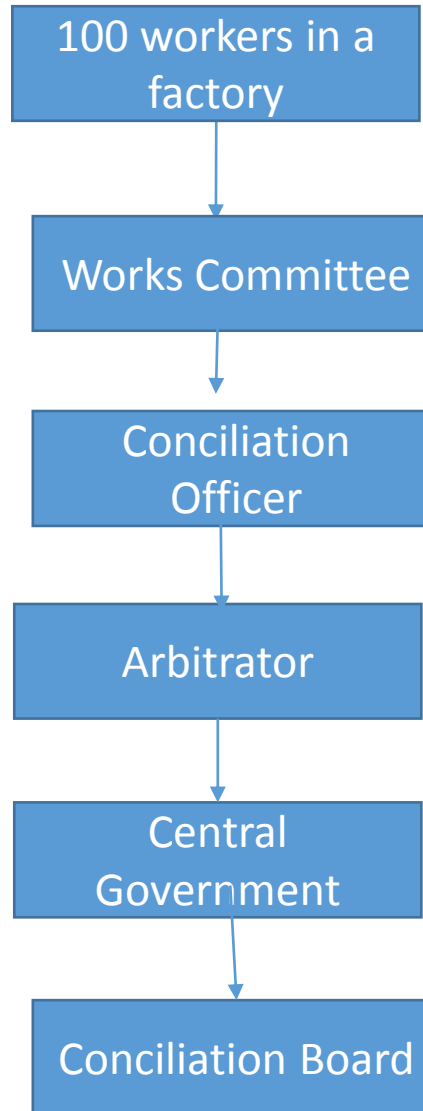 100 workers in a
factory
Works Committee
Conciliation
Officer
Arbitrator
Central
Government
Conciliation Board